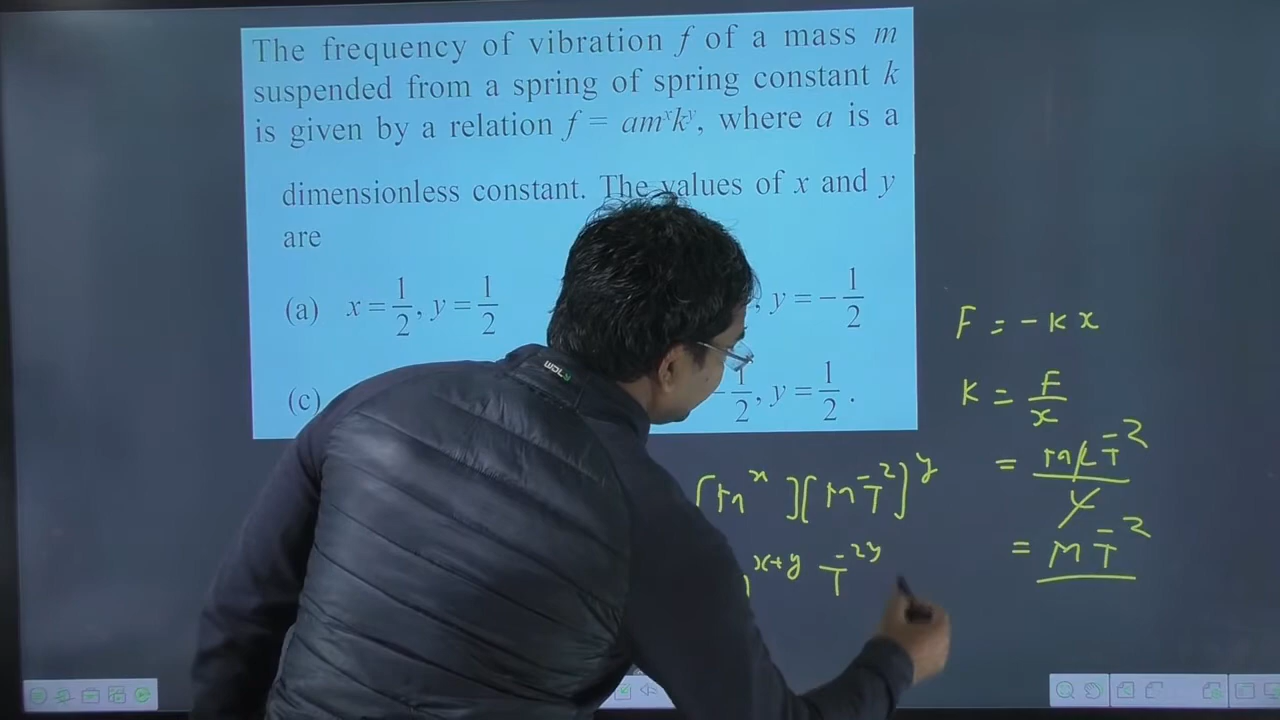 The frequency of vibration f of a mass m
suspended from a spring of spring constant k
is given by a relation f = amˣkʸ, where a is a
dimensionless constant. The values of x and y
are
(a) x = 1/2, y = 1/2
, y = −1/2
(c)
−1/2, y = 1/2.
F = −kx
K = F/x
= MLT⁻²/L
= MT⁻²
[M^x][MT⁻²]^y
^x+y T⁻²ʸ